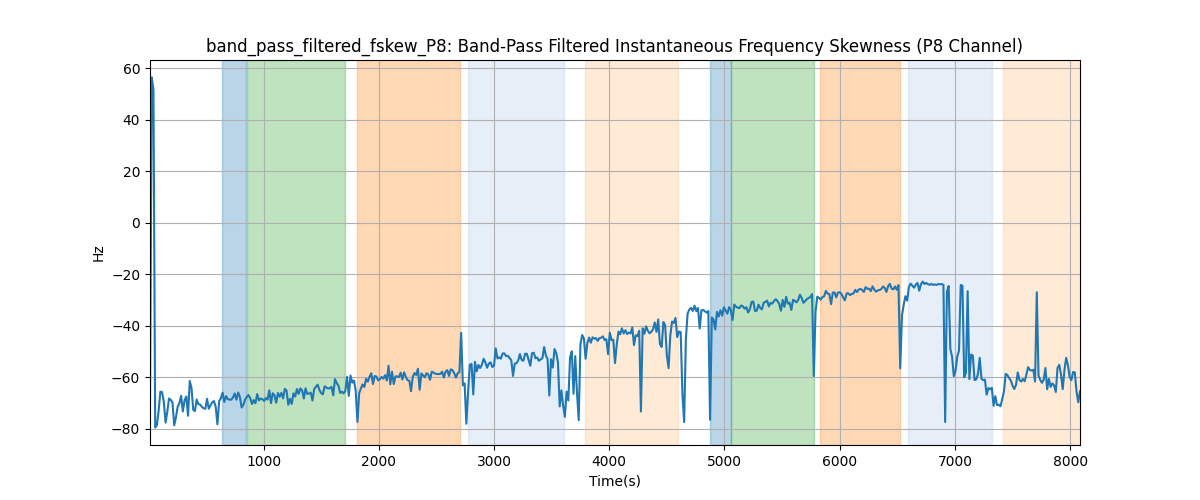 band_pass_filtered_fskew_P8: Band-Pass Filtered Instantaneous Frequency Skewness (P8 Channel)
60
40
20
0
−20
−40
−60
−80
Hz
1000 2000 3000 4000 5000 6000 7000 8000
Time(s)